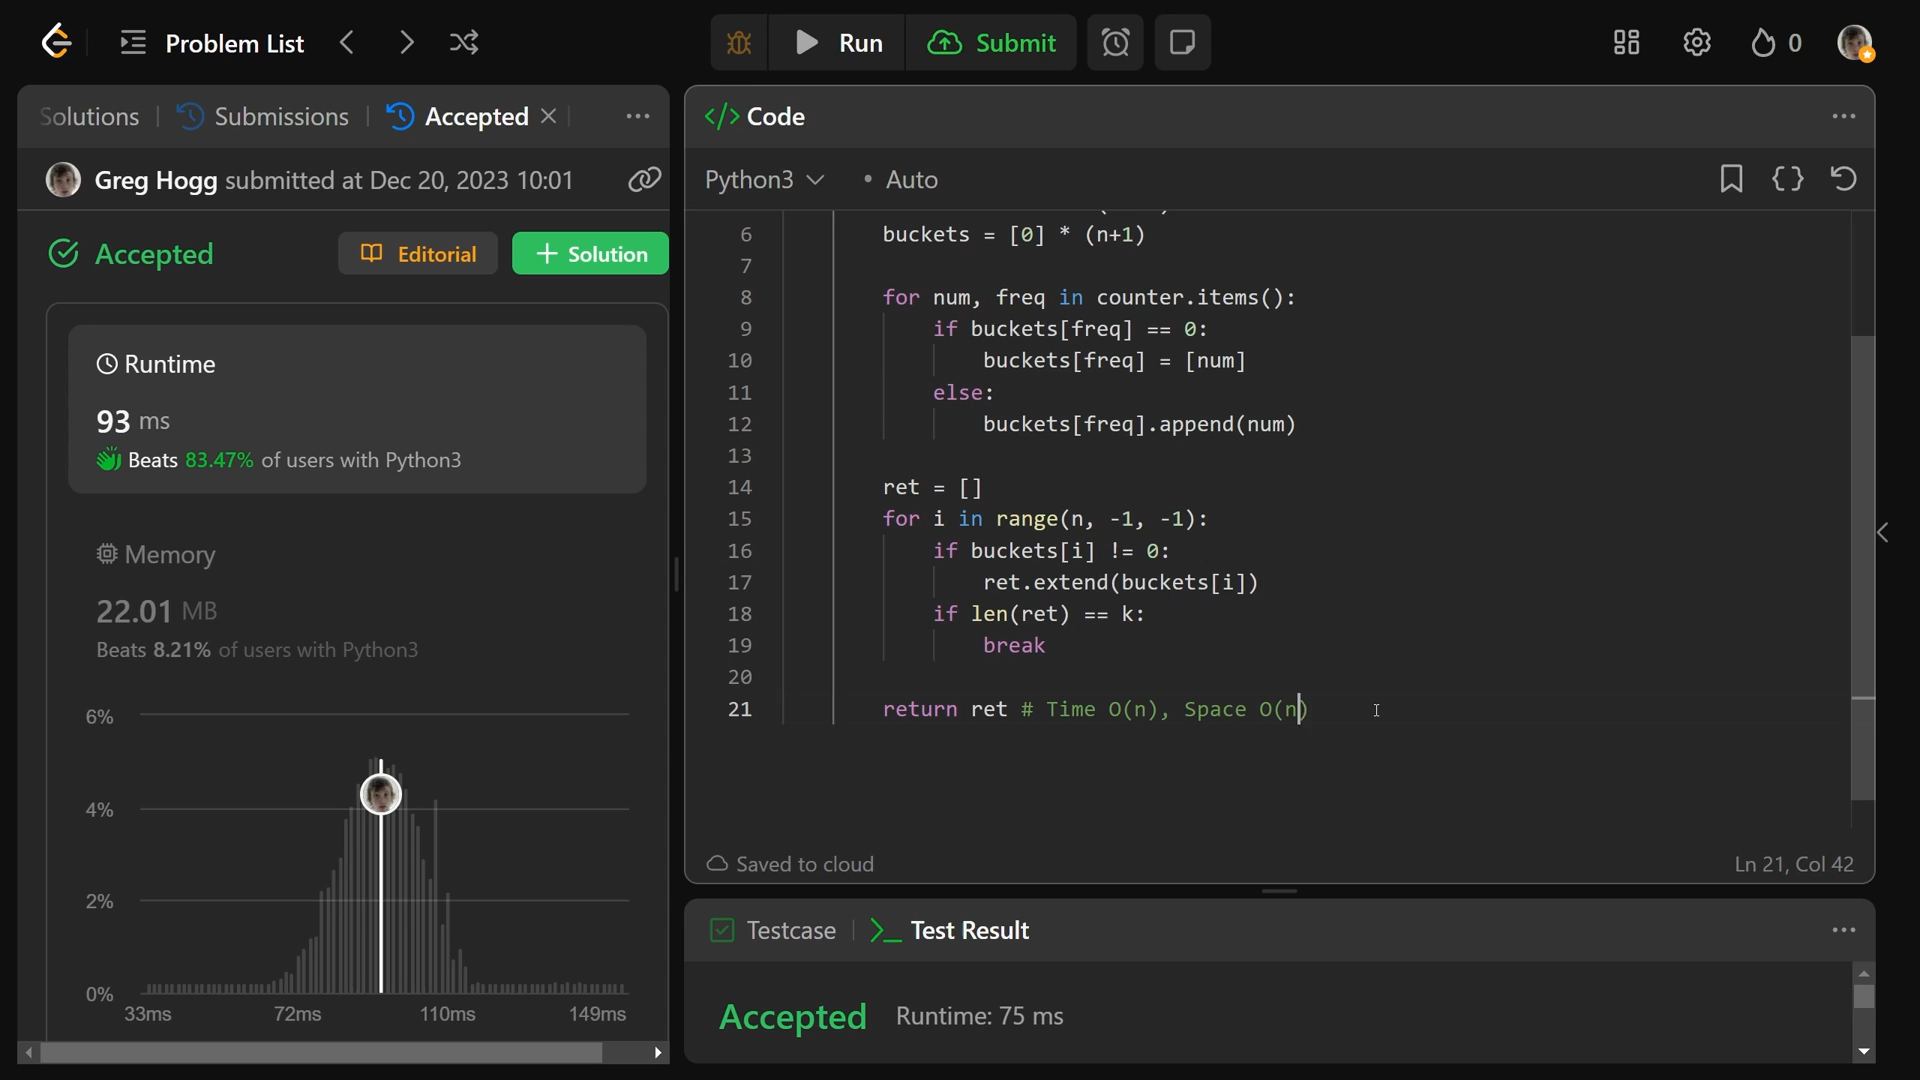 Problem List
Run
Submit
0
Solutions
Submissions
Accepted
Greg Hogg submitted at Dec 20, 2023 10:01
Accepted
Editorial
Solution
Runtime
93 ms
Beats 83.47% of users with Python3
Memory
22.01 MB
Beats 8.21% of users with Python3
6%
4%
2%
0%
33ms 72ms 110ms 149ms
</> Code
Python3 • Auto
6 buckets = [0] * (n+1)
7
8 for num, freq in counter.items():
9 if buckets[freq] == 0:
10 buckets[freq] = [num]
11 else:
12 buckets[freq].append(num)
13
14 ret = []
15 for i in range(n, -1, -1):
16 if buckets[i] != 0:
17 ret.extend(buckets[i])
18 if len(ret) == k:
19 break
20
21 return ret # Time O(n), Space O(n)
Saved to cloud
Ln 21, Col 42
Testcase
Test Result
Accepted Runtime: 75 ms